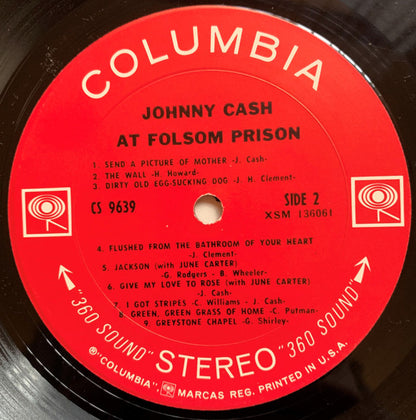 COLUMBIA
JOHNNY CASH
AT FOLSOM PRISON
1. SEND A PICTURE OF MOTHER -J. Cash-
2. THE WALL -H. Howard-
3. DIRTY OLD EGG-SUCKING DOG -J. H. Clement-
CS 9639
SIDE 2
XSM 136061
4. FLUSHED FROM THE BATHROOM OF YOUR HEART
-J. Clement-
5. JACKSON (with JUNE CARTER)
-G. Rodgers - B. Wheeler-
6. GIVE MY LOVE TO ROSE (with JUNE CARTER)
-J. Cash-
7. I GOT STRIPES -C. Williams - J. Cash-
8. GREEN, GREEN GRASS OF HOME -C. Putman-
9. GREYSTONE CHAPEL -G. Shirley-
"360 SOUND" STEREO "360 SOUND"
®"COLUMBIA", MARCAS REG. PRINTED IN U.S.A.